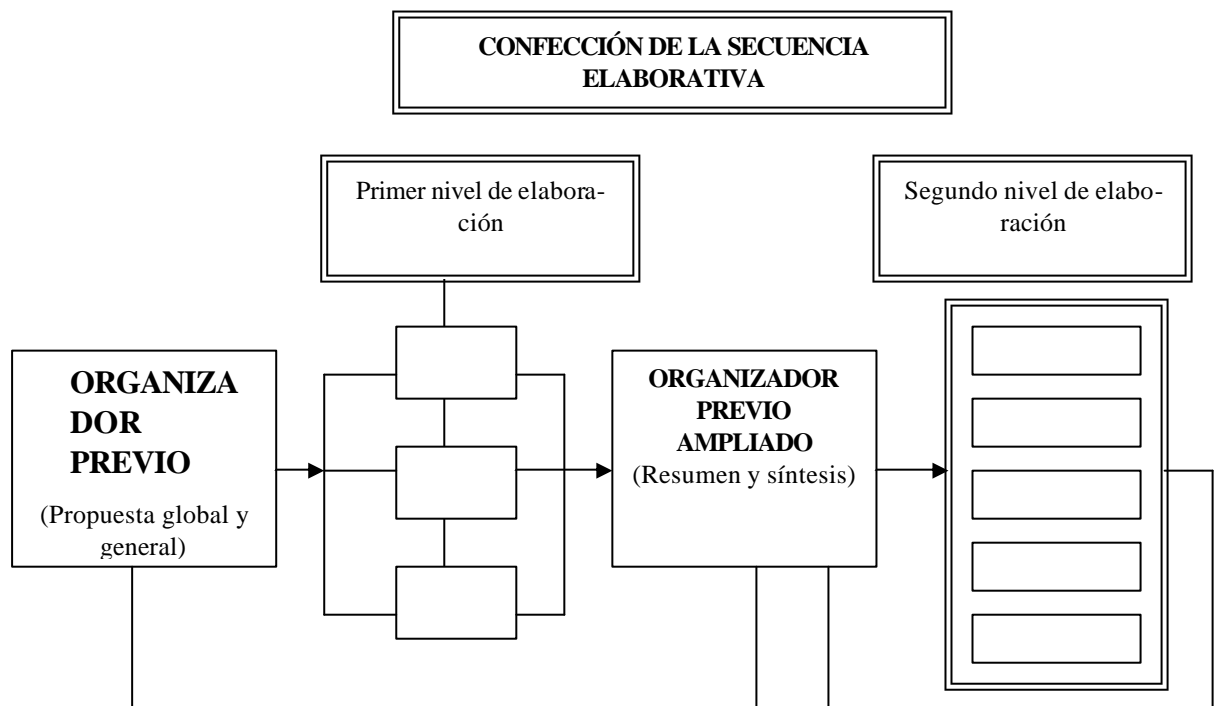 CONFECCIÓN DE LA SECUENCIA
ELABORATIVA
Primer nivel de elabora-
ción
Segundo nivel de elabo-
ración
ORGANIZA
DOR
PREVIO
(Propuesta global y
general)
ORGANIZADOR
PREVIO
AMPLIADO
(Resumen y síntesis)